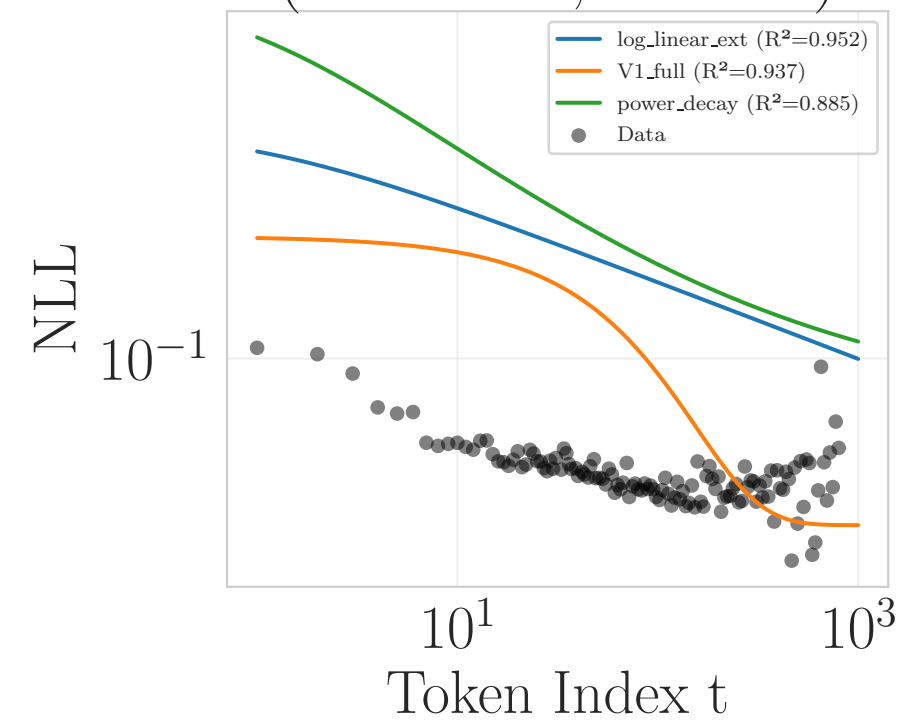 log_linear_ext (R²=0.952)
V1_full (R²=0.937)
power_decay (R²=0.885)
Data
NLL
10⁻¹
10¹
10³
Token Index t